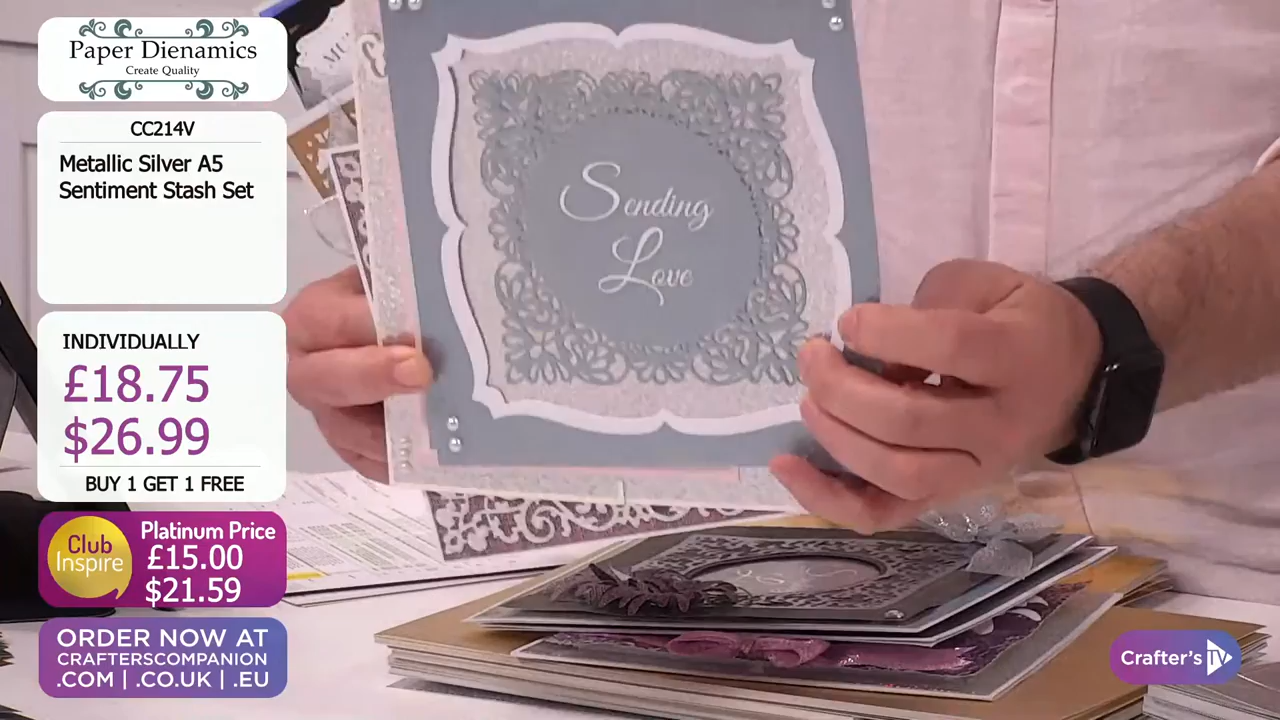 Paper Dienamics
Create Quality
CC214V
Metallic Silver A5
Sentiment Stash Set
INDIVIDUALLY
£18.75
$26.99
BUY 1 GET 1 FREE
Club
Inspire
Platinum Price
£15.00
$21.59
ORDER NOW AT
CRAFTERSCOMPANION
.COM | .CO.UK | .EU
Sending
Love
Crafter's TV